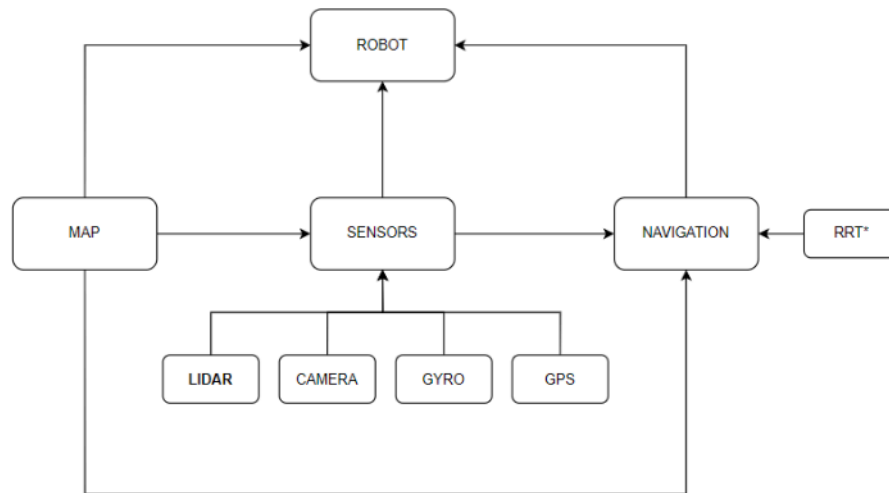 ROBOT
MAP
SENSORS
NAVIGATION
RRT*
LIDAR
CAMERA
GYRO
GPS